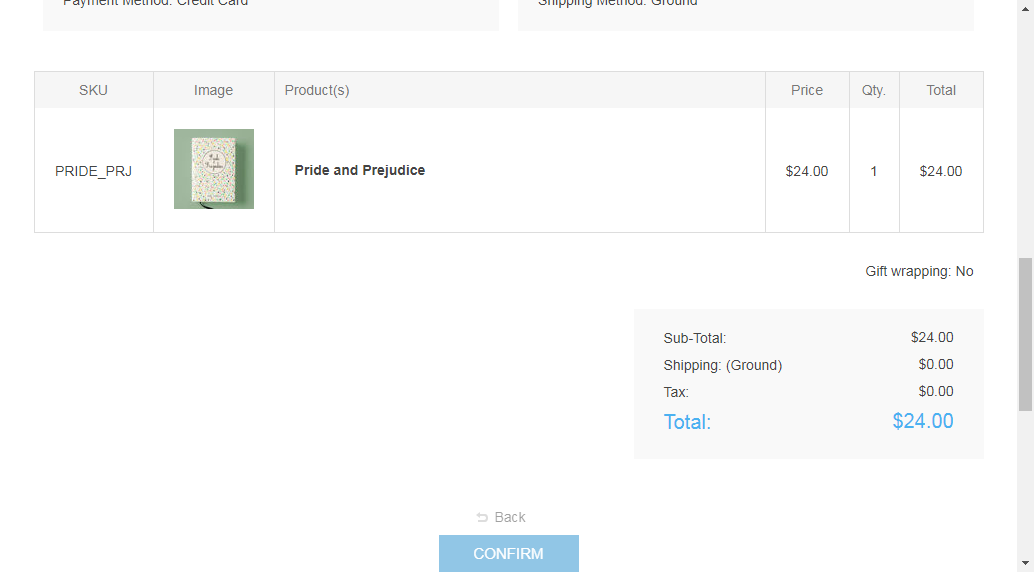 Payment Method: Credit Card
Shipping Method: Ground
SKU Image Product(s) Price Qty. Total
PRIDE_PRJ Pride and Prejudice $24.00 1 $24.00
Pride
Prejudice
Gift wrapping: No
Sub-Total: $24.00
Shipping: (Ground) $0.00
Tax: $0.00
Total: $24.00
Back
CONFIRM